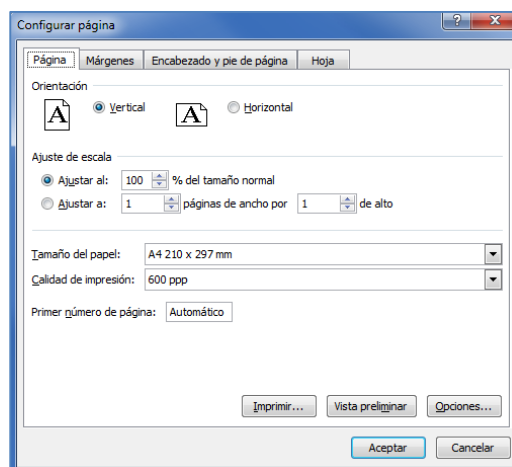 Configurar página
Página Márgenes Encabezado y pie de página Hoja
Orientación
A Vertical A Horizontal
Ajuste de escala
Ajustar al: 100 % del tamaño normal
Ajustar a: 1 páginas de ancho por 1 de alto
Tamaño del papel: A4 210 x 297 mm
Calidad de impresión: 600 ppp
Primer número de página: Automático
Imprimir... Vista preliminar Opciones...
Aceptar Cancelar